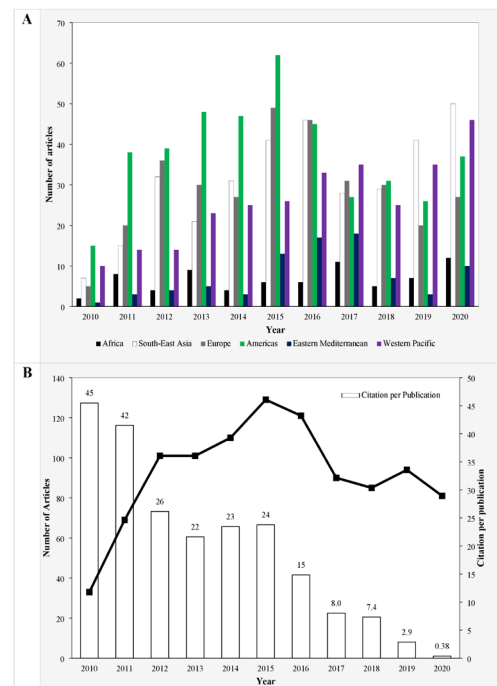 A
70
60
50
40
30
20
10
0
Number of articles
2010 2011 2012 2013 2014 2015 2016 2017 2018 2019 2020
Year
Africa South-East Asia Europe Americas Eastern Mediterranean Western Pacific
B
140
120
100
80
60
40
20
0
Number of Articles
45 42 26 22 23 24 15 8.0 7.4 2.9 0.38
Citation per Publication
50
45
40
35
30
25
20
15
10
5
0
Citation per publication
2010 2011 2012 2013 2014 2015 2016 2017 2018 2019 2020
Year